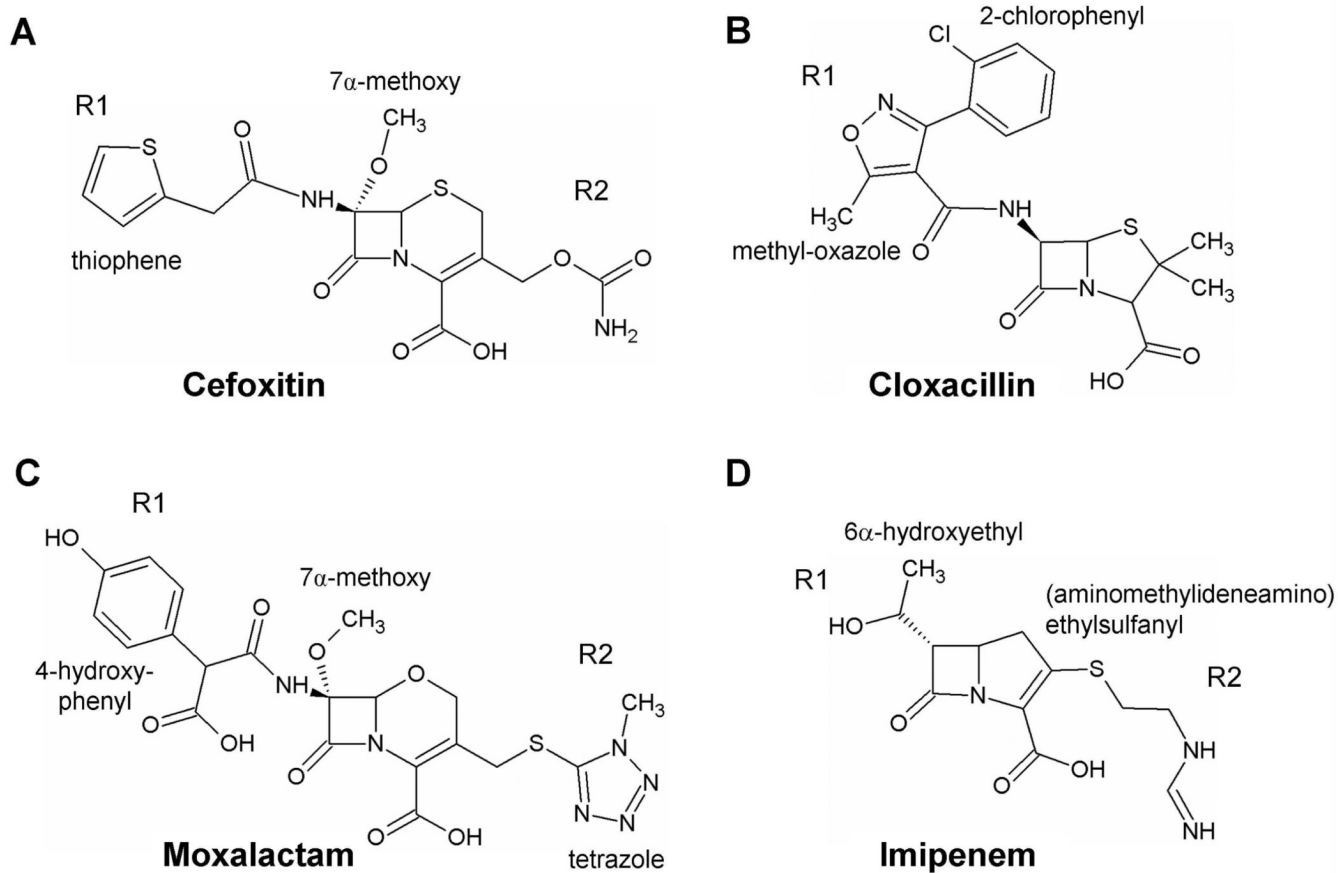 A
R1
7α-methoxy
CH3
O
O
S
NH
S
R2
thiophene
O
N
O
O
NH2
O
OH
Cefoxitin
B
2-chlorophenyl
Cl
R1
N
O
H3C
NH
S
CH3
CH3
methyl-oxazole
O
N
O
O
HO
Cloxacillin
C
R1
HO
7α-methoxy
O
O
CH3
4-hydroxy-
phenyl
NH
O
R2
O
OH
O
N
S
CH3
N
N
N
N
O
OH
tetrazole
Moxalactam
D
6α-hydroxyethyl
R1
CH3
(aminomethylideneamino)
ethylsulfanyl
HO
S
R2
O
N
O
OH
NH
NH
Imipenem